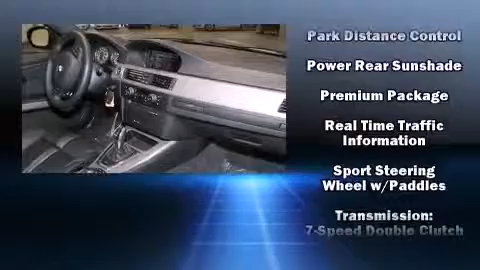 Park Distance Control
Power Rear Sunshade
Premium Package
Real Time Traffic
Information
Sport Steering
Wheel w/Paddles
Transmission:
7-Speed Double Clutch